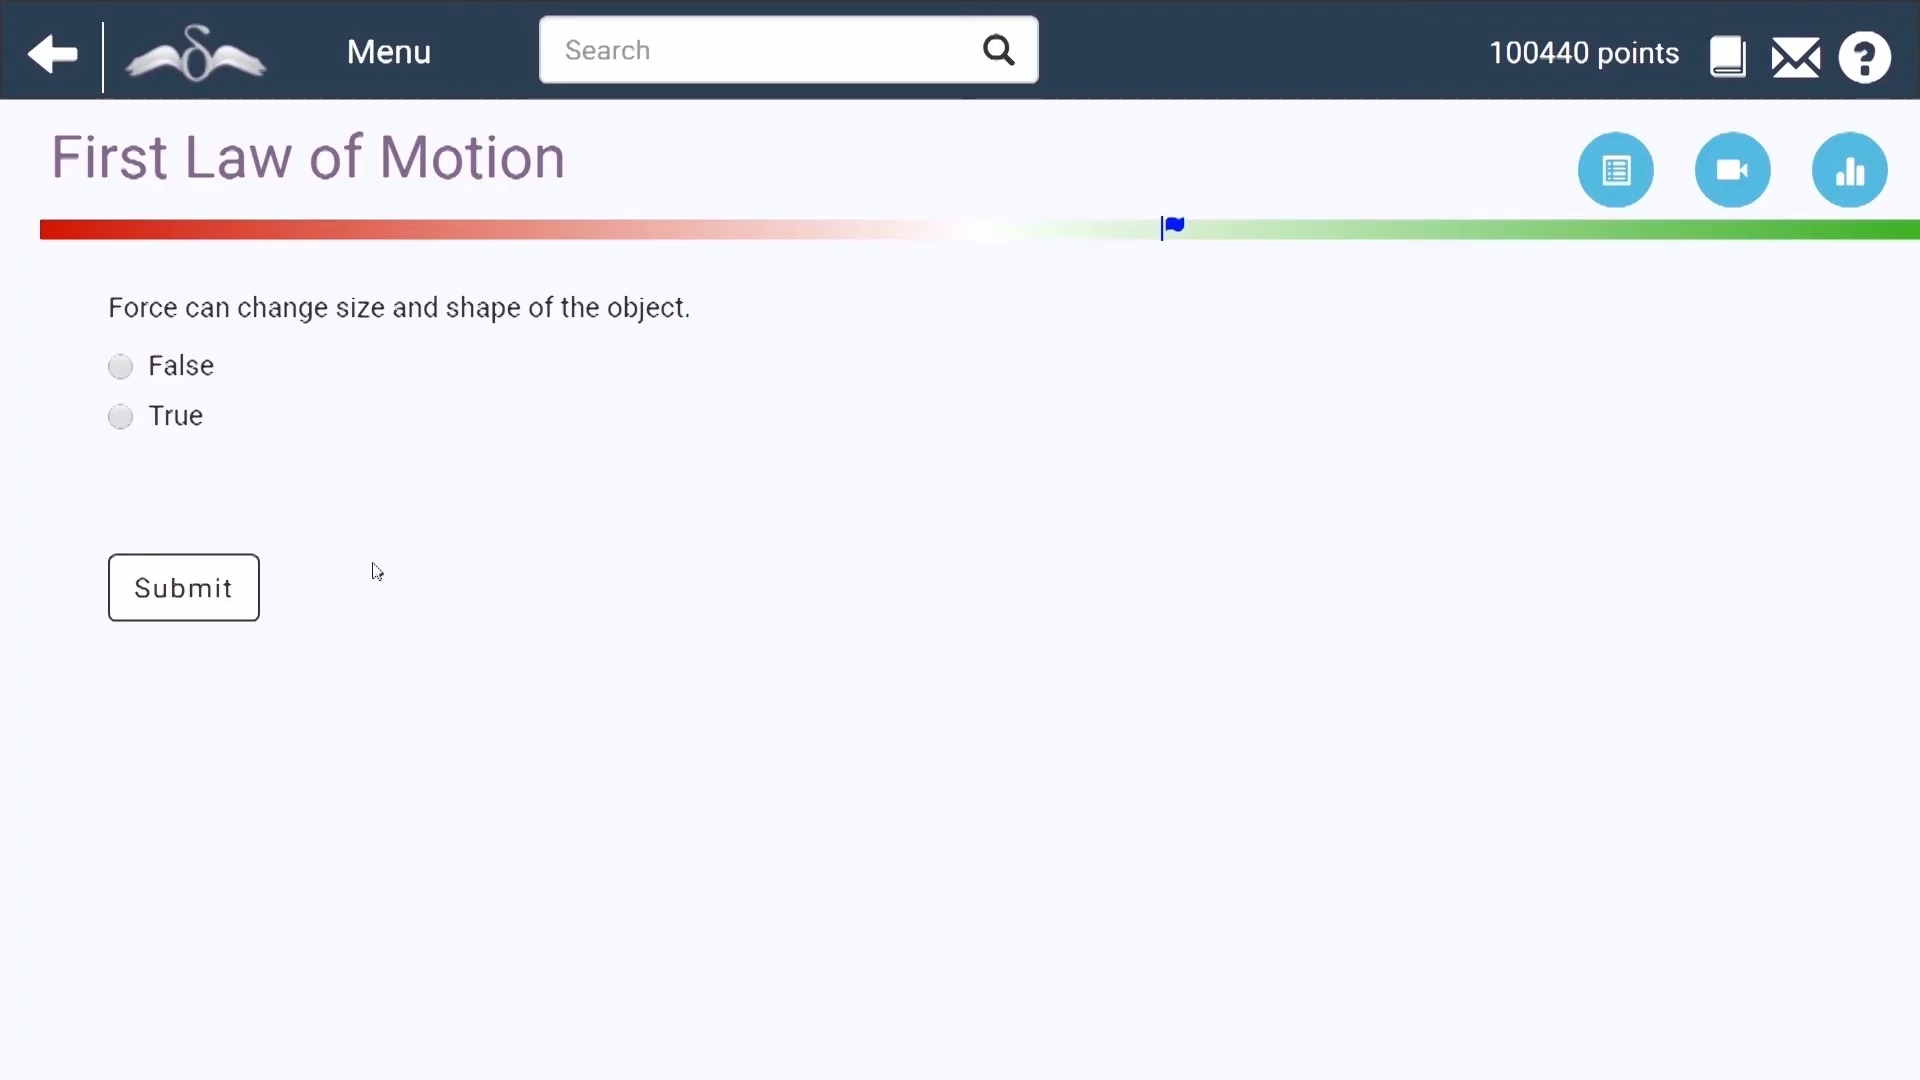 Menu
Search
100440 points
?
First Law of Motion
Force can change size and shape of the object.
False
True
Submit